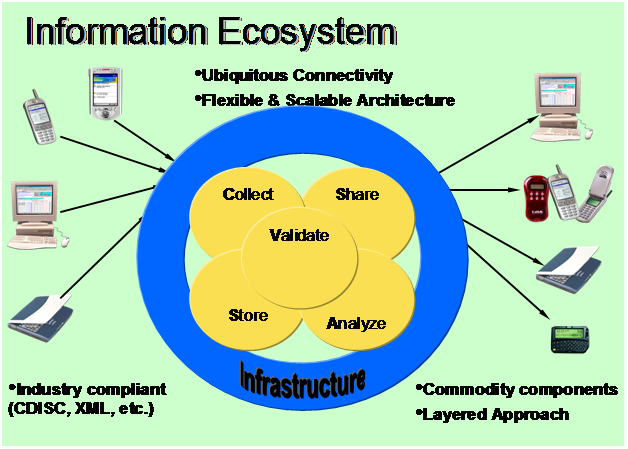 Information Ecosystem
•Ubiquitous Connectivity
•Flexible & Scalable Architecture
Collect
Share
Validate
Store
Analyze
Infrastructure
•Industry compliant
(CDISC, XML, etc.)
•Commodity components
•Layered Approach